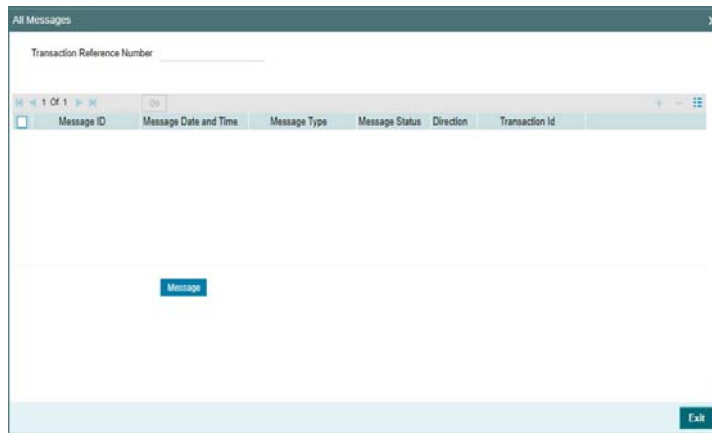 All Messages
Transaction Reference Number
1 Of 1 Go
Message ID Message Date and Time Message Type Message Status Direction Transaction Id
Message
Exit